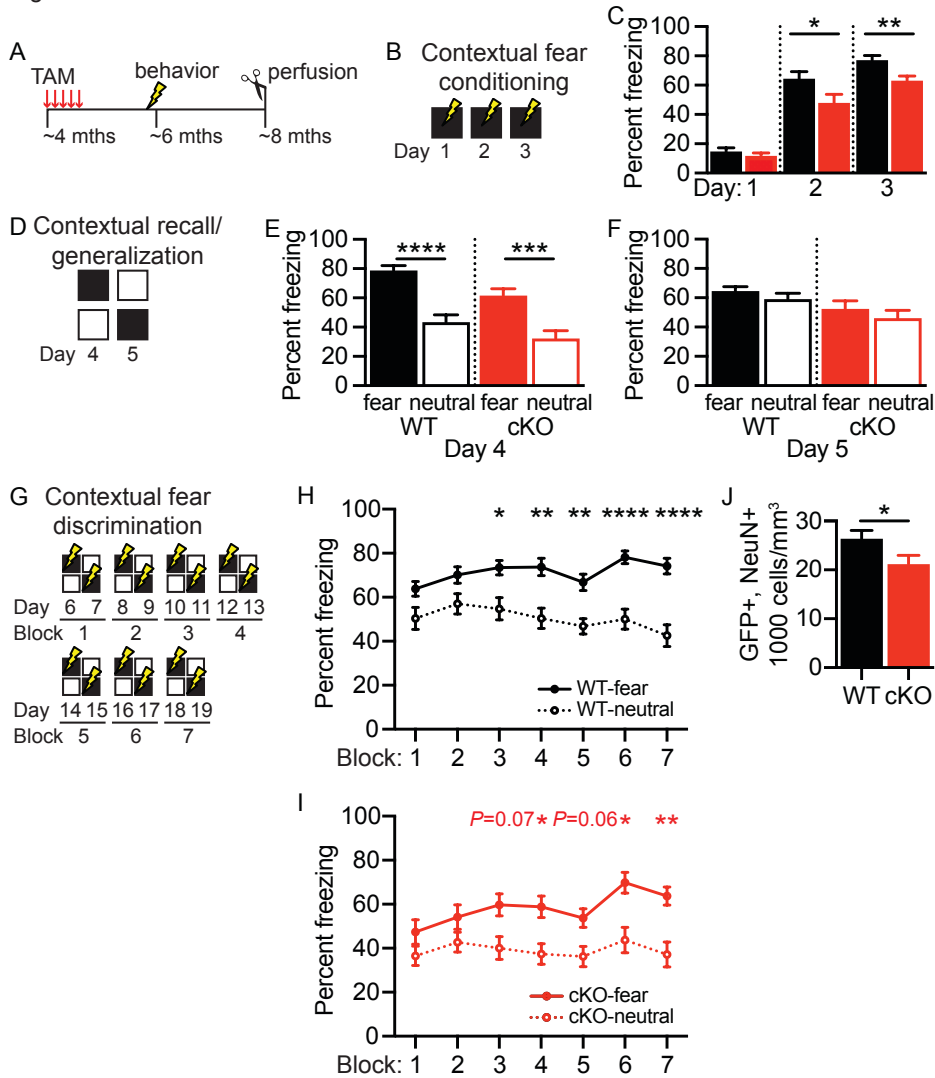 A
TAM
behavior
perfusion
~4 mths
~6 mths
~8 mths
B
Contextual fear
conditioning
Day 1 2 3
C
Percent freezing
100
80
60
40
20
0
* **
Day: 1 2 3
D Contextual recall/
generalization
Day 4 5
E
Percent freezing
100
80
60
40
20
0
**** ***
fear neutral fear neutral
WT cKO
Day 4
F
Percent freezing
100
80
60
40
20
0
fear neutral fear neutral
WT cKO
Day 5
G Contextual fear
discrimination
Day 6 7 8 9 10 11 12 13
Block 1 2 3 4
Day 14 15 16 17 18 19
Block 5 6 7
H
Percent freezing
100
80
60
40
20
0
* ** ** **** ****
WT-fear
WT-neutral
Block: 1 2 3 4 5 6 7
I
Percent freezing
100
80
60
40
20
0
P=0.07 * P=0.06 * **
cKO-fear
cKO-neutral
Block: 1 2 3 4 5 6 7
J
GFP+, NeuN+
1000 cells/mm³
30
20
10
0
*
WT cKO